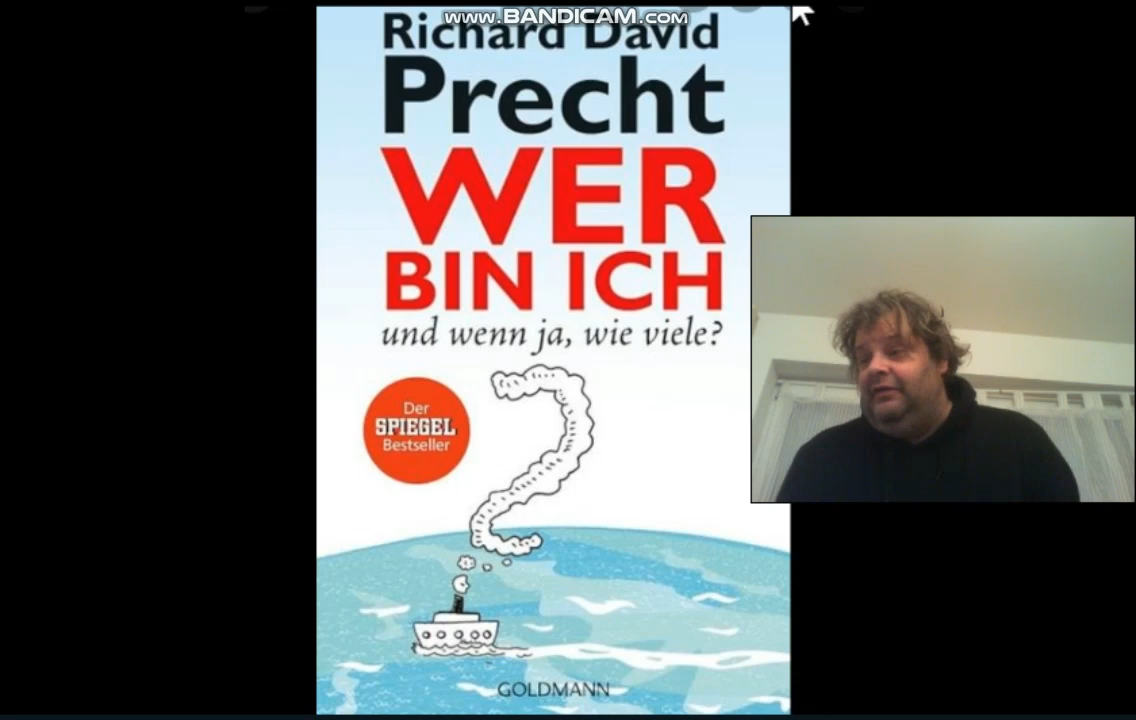 www.BANDICAM.com
Richard David
Precht
WER
BIN ICH
und wenn ja, wie viele?
Der
SPIEGEL
Bestseller
GOLDMANN